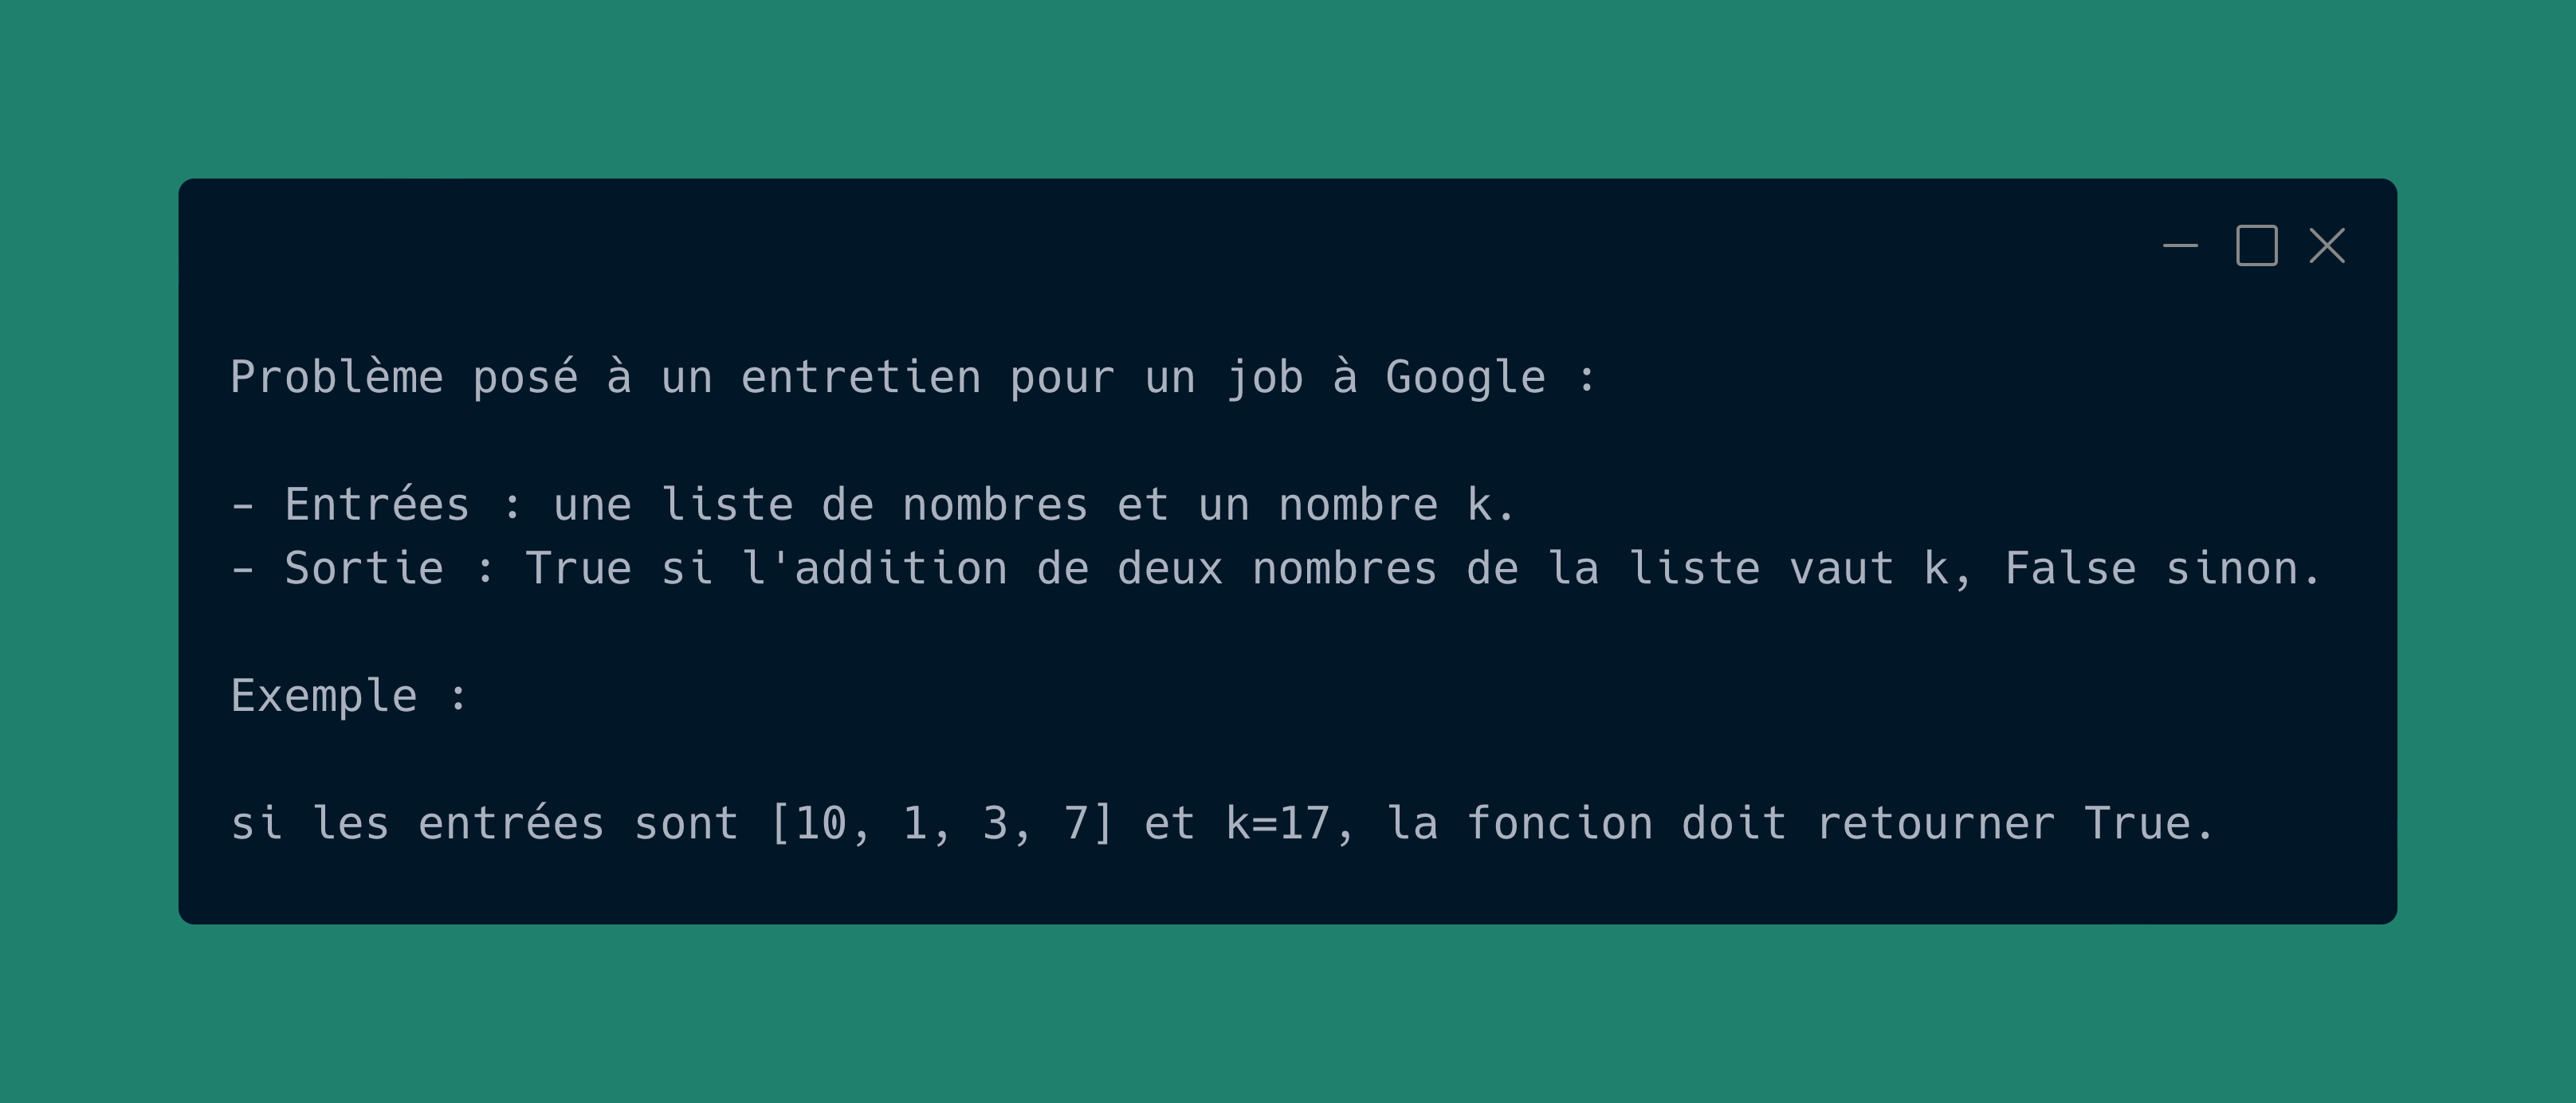 Problème posé à un entretien pour un job à Google :
- Entrées : une liste de nombres et un nombre k.
- Sortie : True si l'addition de deux nombres de la liste vaut k, False sinon.
Exemple :
si les entrées sont [10, 1, 3, 7] et k=17, la foncion doit retourner True.